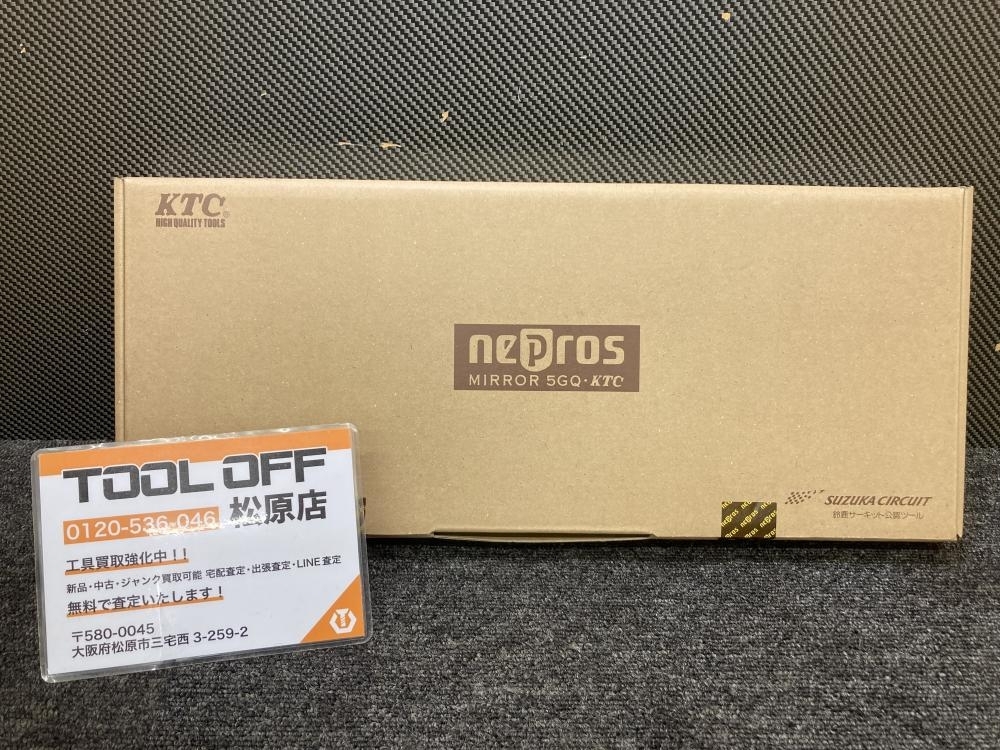 KTC®
HIGH QUALITY TOOLS
nepros
MIRROR 5GQ・KTC
nepros
SUZUKA CIRCUIT
鈴鹿サーキット公認ツール
TOOL OFF
0120-536-046 松原店
工具買取強化中！！
新品・中古・ジャンク買取可能 宅配査定・出張査定・LINE査定
無料で査定いたします！
〒580-0045
大阪府松原市三宅西 3-259-2